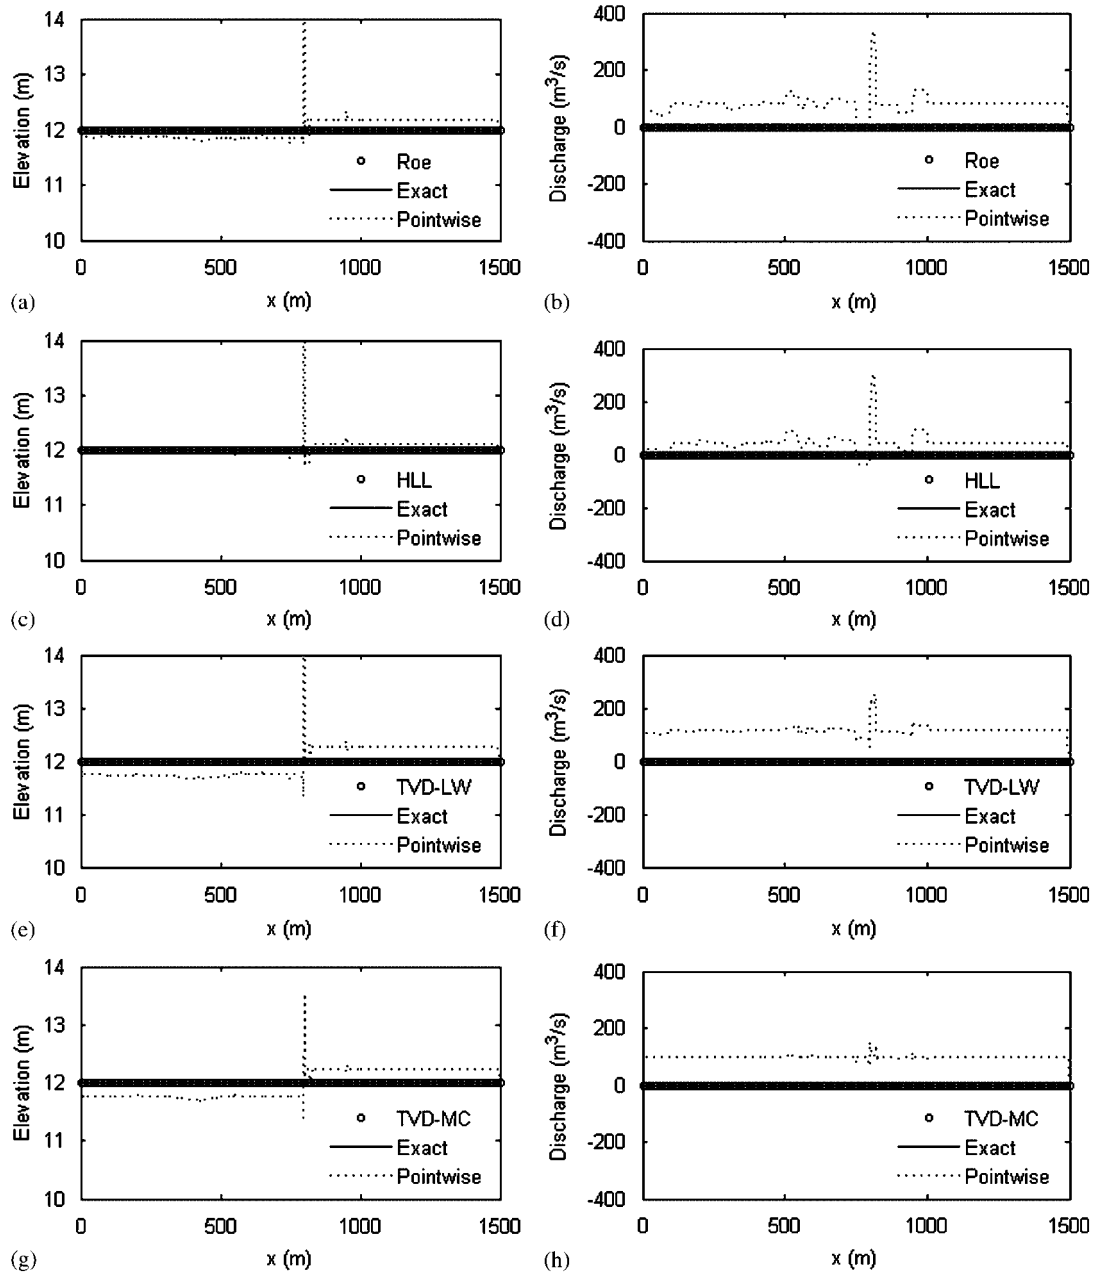 14
13
12
11
10
Elevation (m)
Roe
Exact
Pointwise
0
500
1000
1500
x (m)
(a)
400
200
0
-200
-400
Discharge (m³/s)
Roe
Exact
Pointwise
0
500
1000
1500
x (m)
(b)
14
13
12
11
10
Elevation (m)
HLL
Exact
Pointwise
0
500
1000
1500
x (m)
(c)
400
200
0
-200
-400
Discharge (m³/s)
HLL
Exact
Pointwise
0
500
1000
1500
x (m)
(d)
14
13
12
11
10
Elevation (m)
TVD-LW
Exact
Pointwise
0
500
1000
1500
x (m)
(e)
400
200
0
-200
-400
Discharge (m³/s)
TVD-LW
Exact
Pointwise
0
500
1000
1500
x (m)
(f)
14
13
12
11
10
Elevation (m)
TVD-MC
Exact
Pointwise
0
500
1000
1500
x (m)
(g)
400
200
0
-200
-400
Discharge (m³/s)
TVD-MC
Exact
Pointwise
0
500
1000
1500
x (m)
(h)